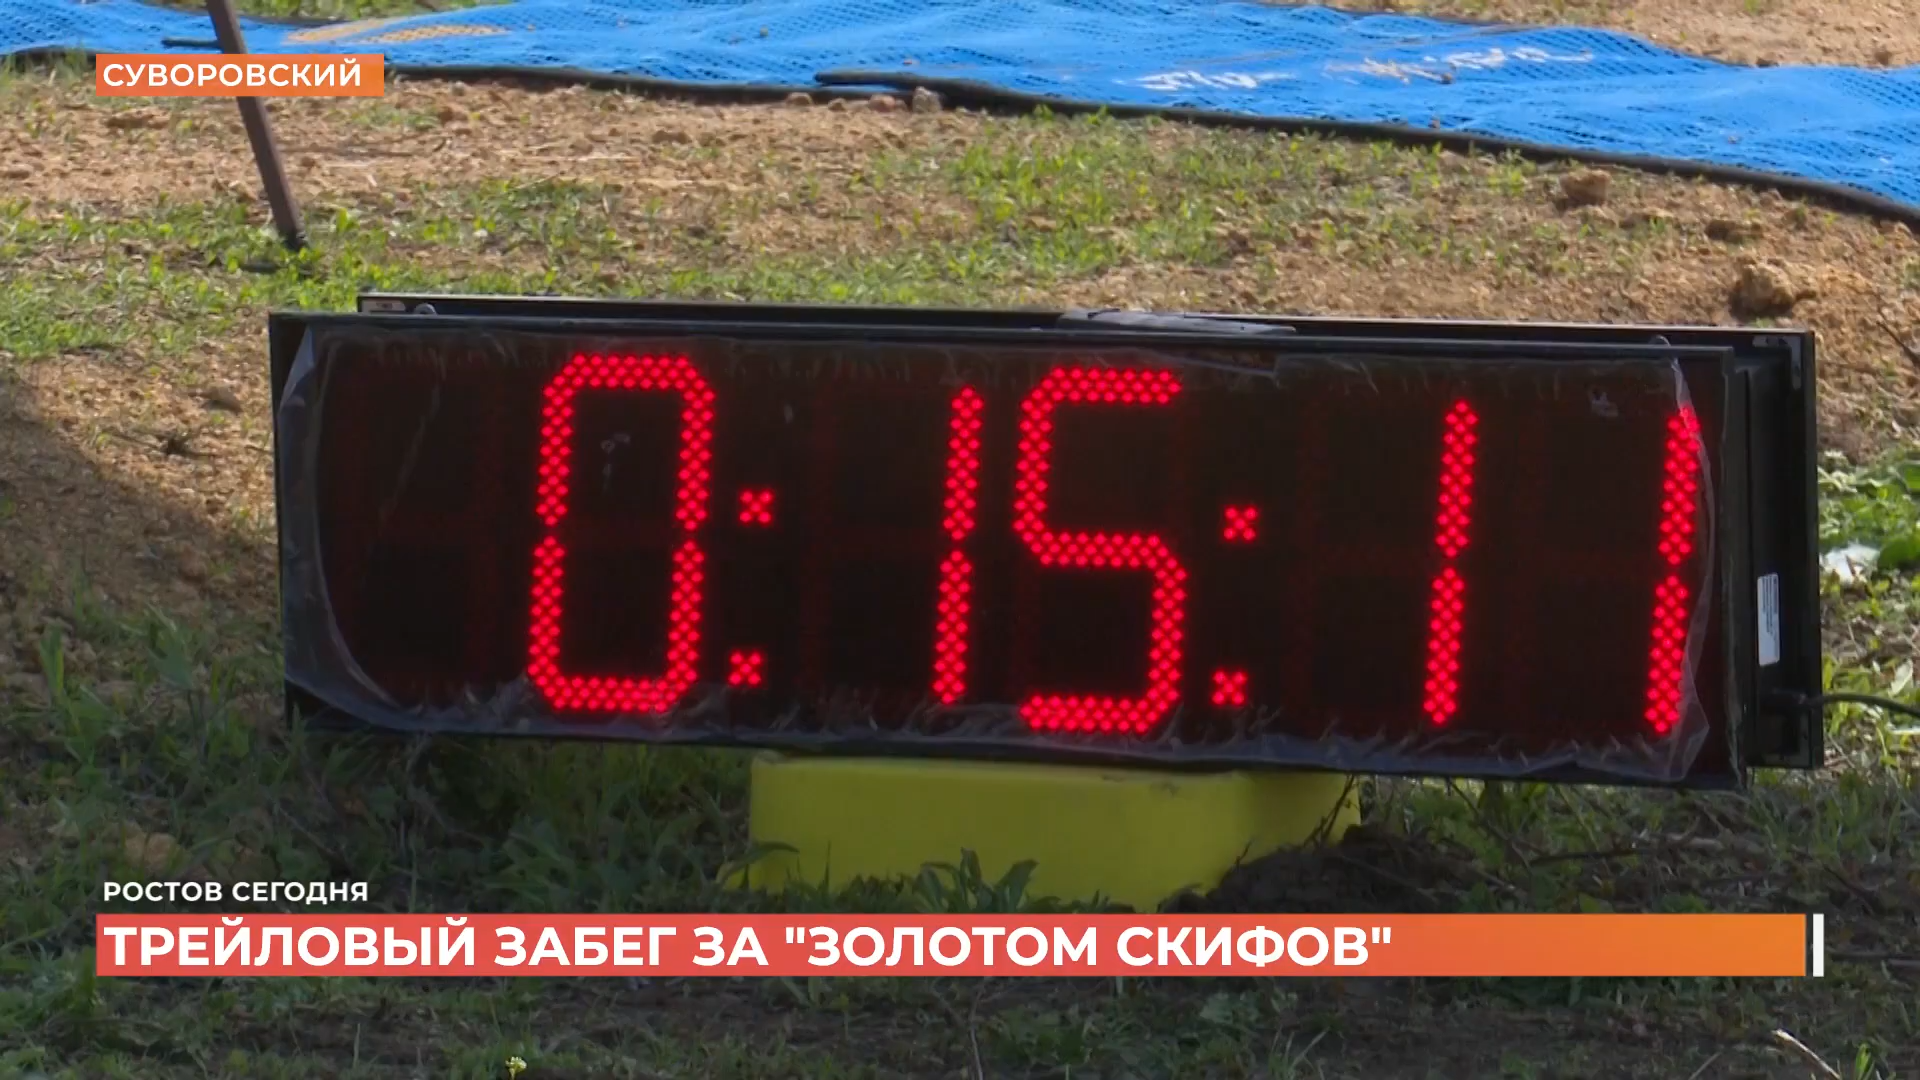 СУВОРОВСКИЙ
0:15:11
РОСТОВ СЕГОДНЯ
ТРЕЙЛОВЫЙ ЗАБЕГ ЗА "ЗОЛОТОМ СКИФОВ"